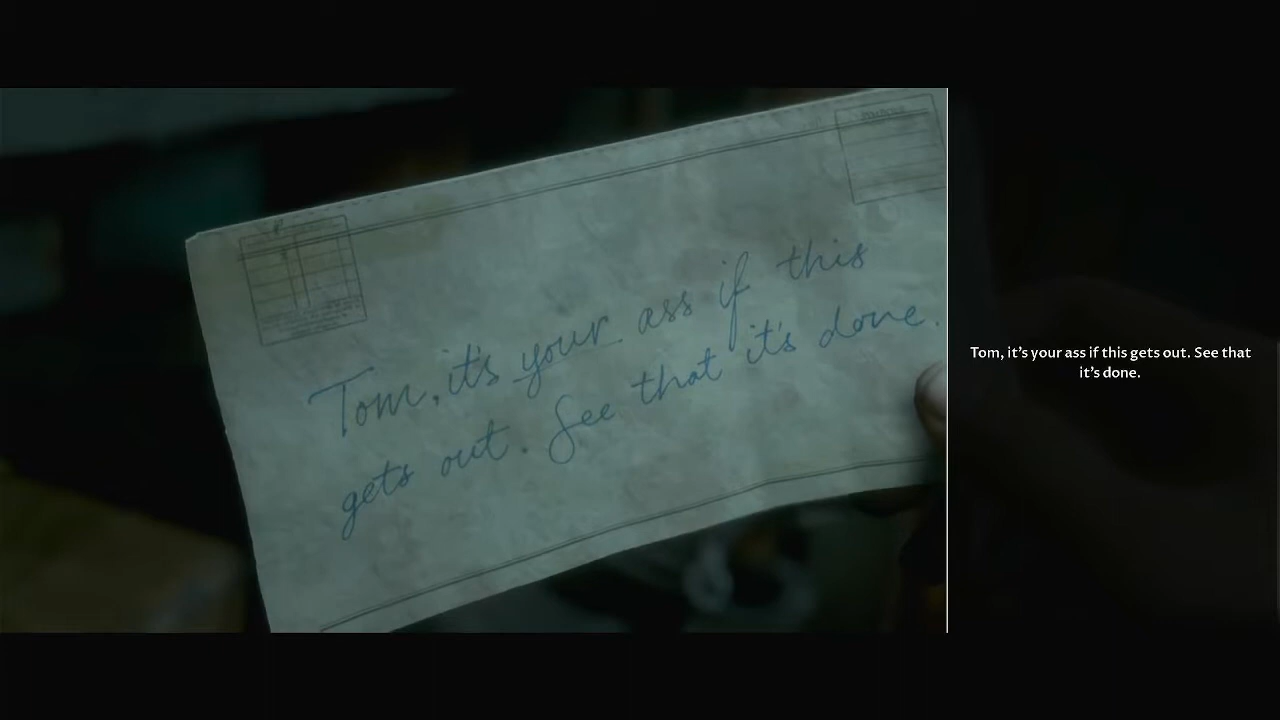 Tom, it's your ass if this
gets out. See that it's done.
Tom, it's your ass if this gets out. See that
it's done.